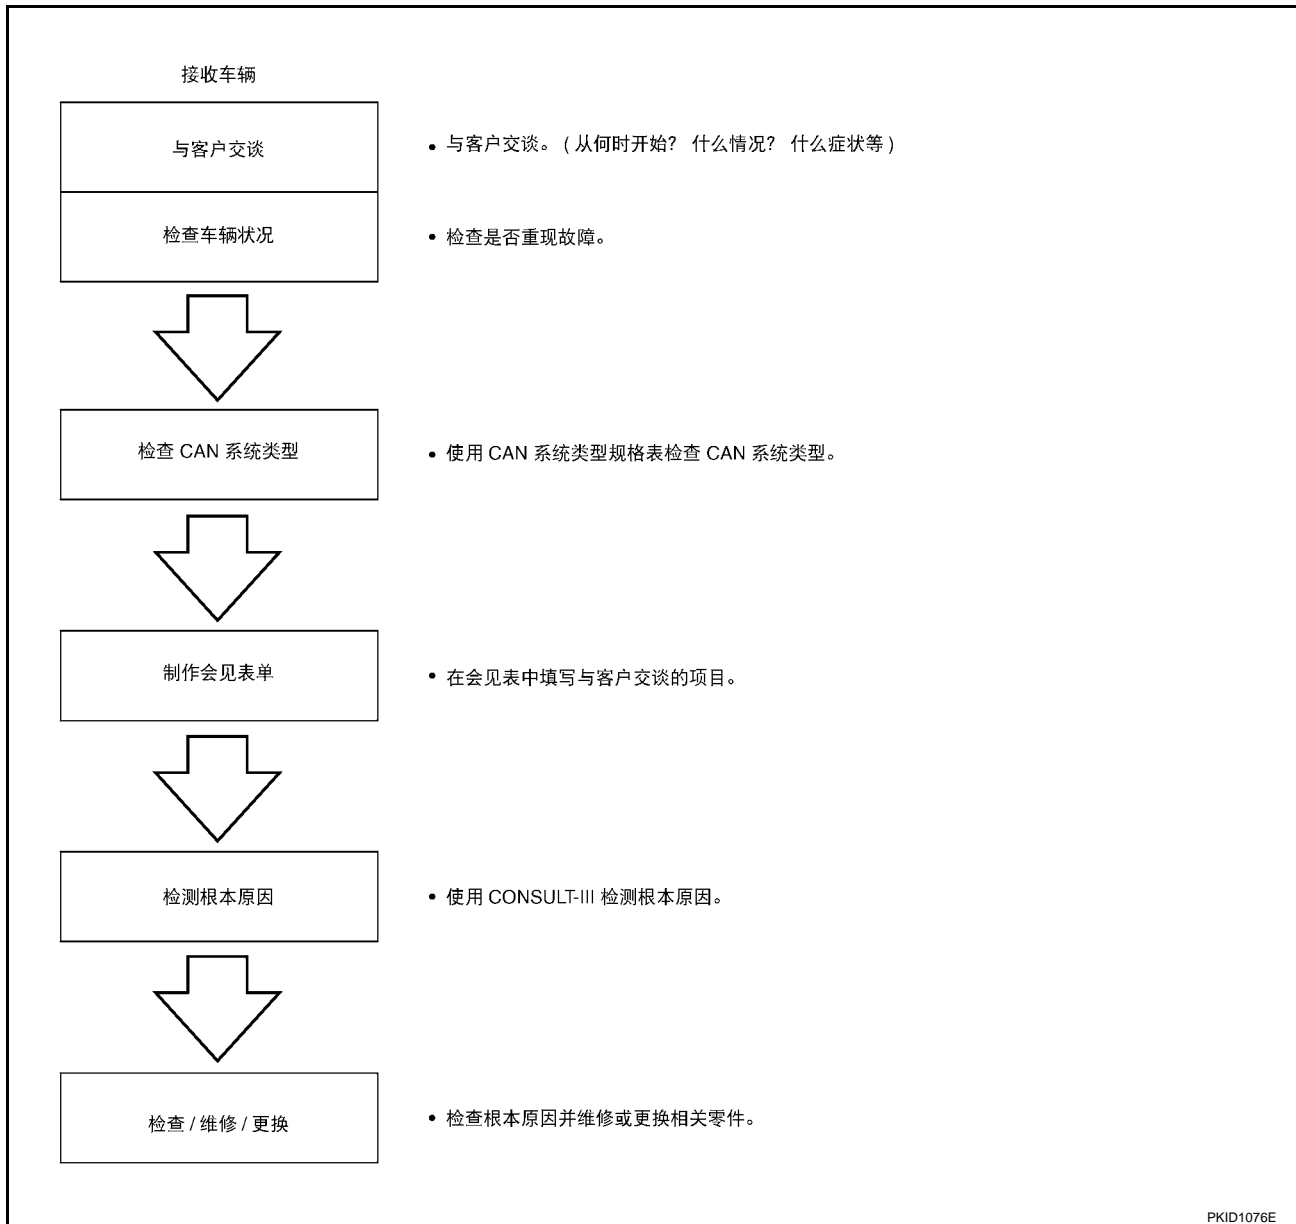 接收车辆
与客户交谈
• 与客户交谈。( 从何时开始? 什么情况? 什么症状等 )
检查车辆状况
• 检查是否重现故障。
检查 CAN 系统类型
• 使用 CAN 系统类型规格表检查 CAN 系统类型。
制作会见表单
• 在会见表中填写与客户交谈的项目。
检测根本原因
• 使用 CONSULT-III 检测根本原因。
检查 / 维修 / 更换
• 检查根本原因并维修或更换相关零件。
PKID1076E